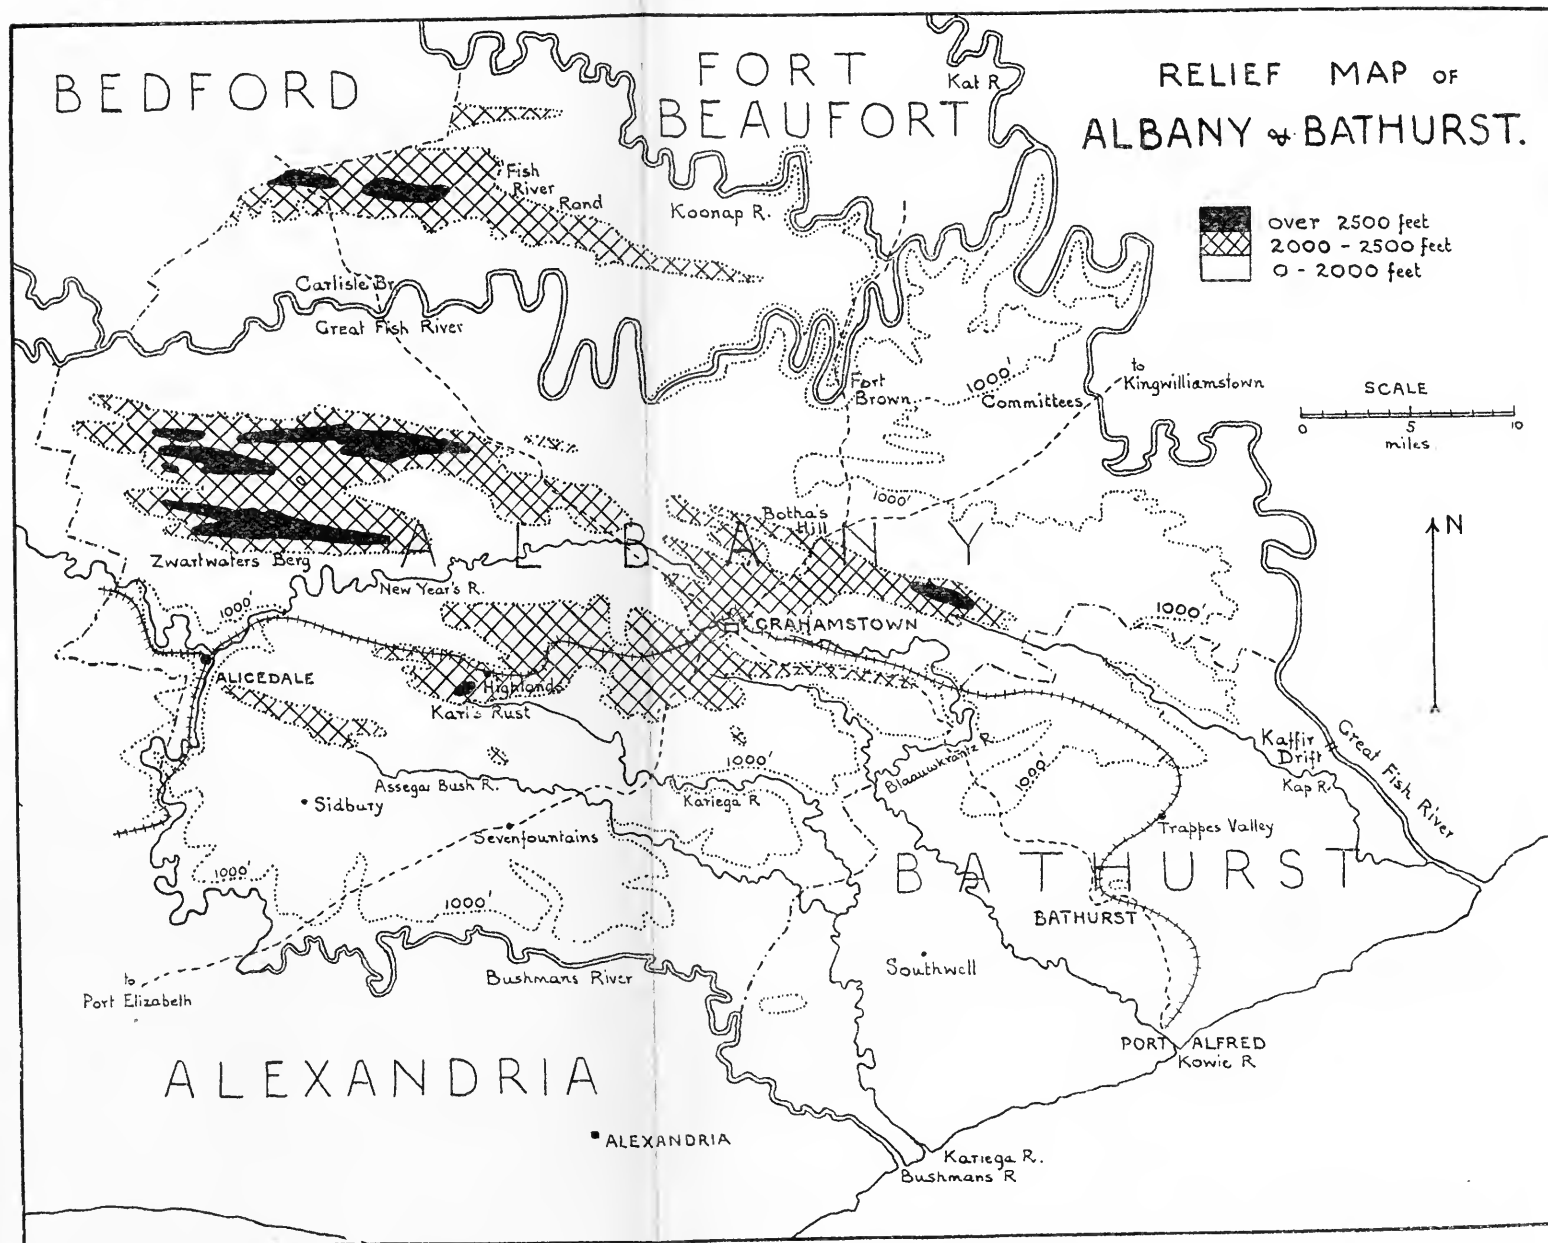 BEDFORD
FORT
BEAUFORT
Kat R.
RELIEF MAP OF
ALBANY & BATHURST.
over 2500 feet
2000 - 2500 feet
0 - 2000 feet
Fish
River
Rand
Koonap R.
Carlisle Br.
Great Fish River
Fort
Brown
1000'
Committees
to
Kingwilliamstown
SCALE
0 5 10
miles
1000'
Botha's
Hill
ALBANY
N
Zwartwaters Berg
New Year's R.
1000'
1000'
GRAHAMSTOWN
ALICEDALE
Highlands
Kari's Rust
Kaffir
Drift
Great Fish River
Kap R.
Blaauwkrantz R.
1000'
1000'
Assegai Bush R.
Kariega R
Sidbury
Sevenfountains
Trappes Valley
BATHURST
1000'
1000'
BATHURST
Southwell
Bushmans River
to
Port Elizabeth
PORT ALFRED
Kowie R
ALEXANDRIA
ALEXANDRIA
Kariega R.
Bushmans R